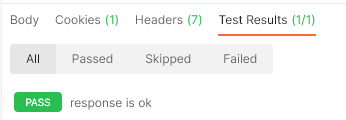 Body Cookies (1) Headers (7) Test Results (1/1)
All Passed Skipped Failed
PASS response is ok